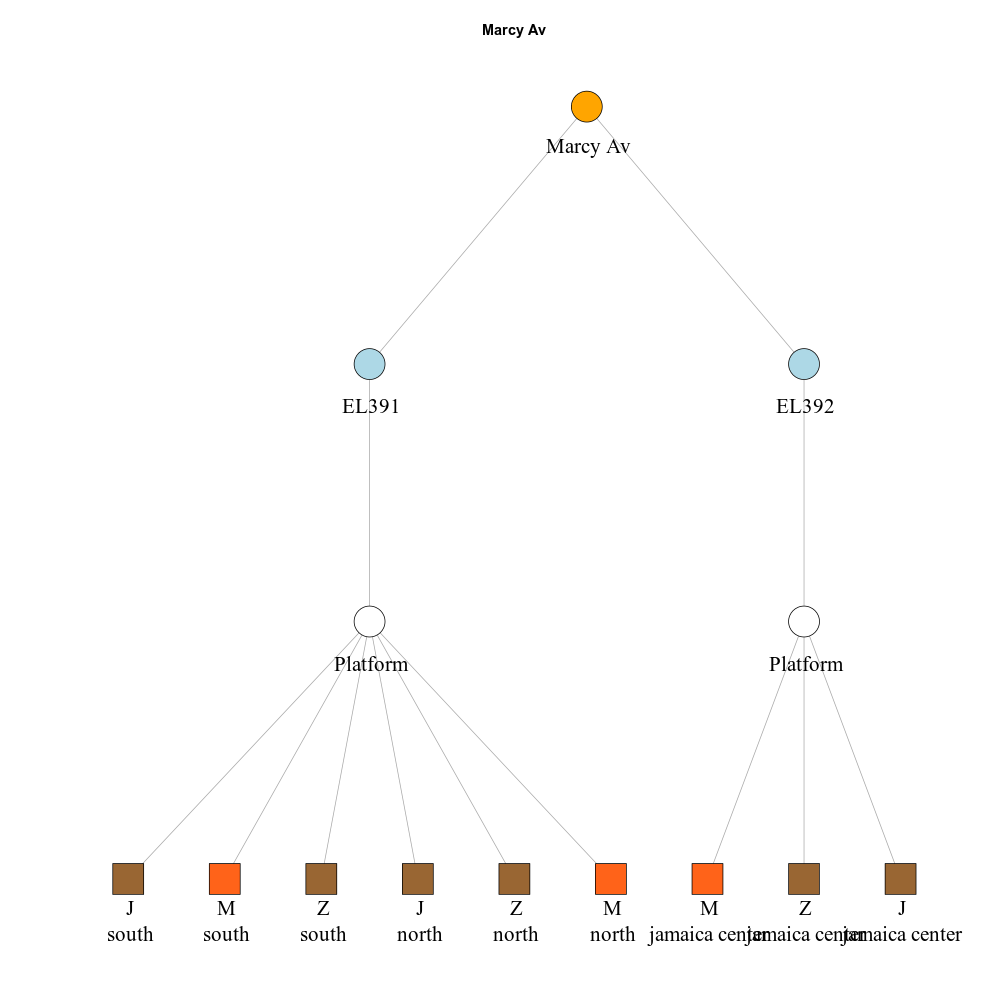 Marcy Av
Marcy Av
EL391 EL392
Platform Platform
J M Z J Z M M Z J
south south south north north north jamaica center jamaica center jamaica center